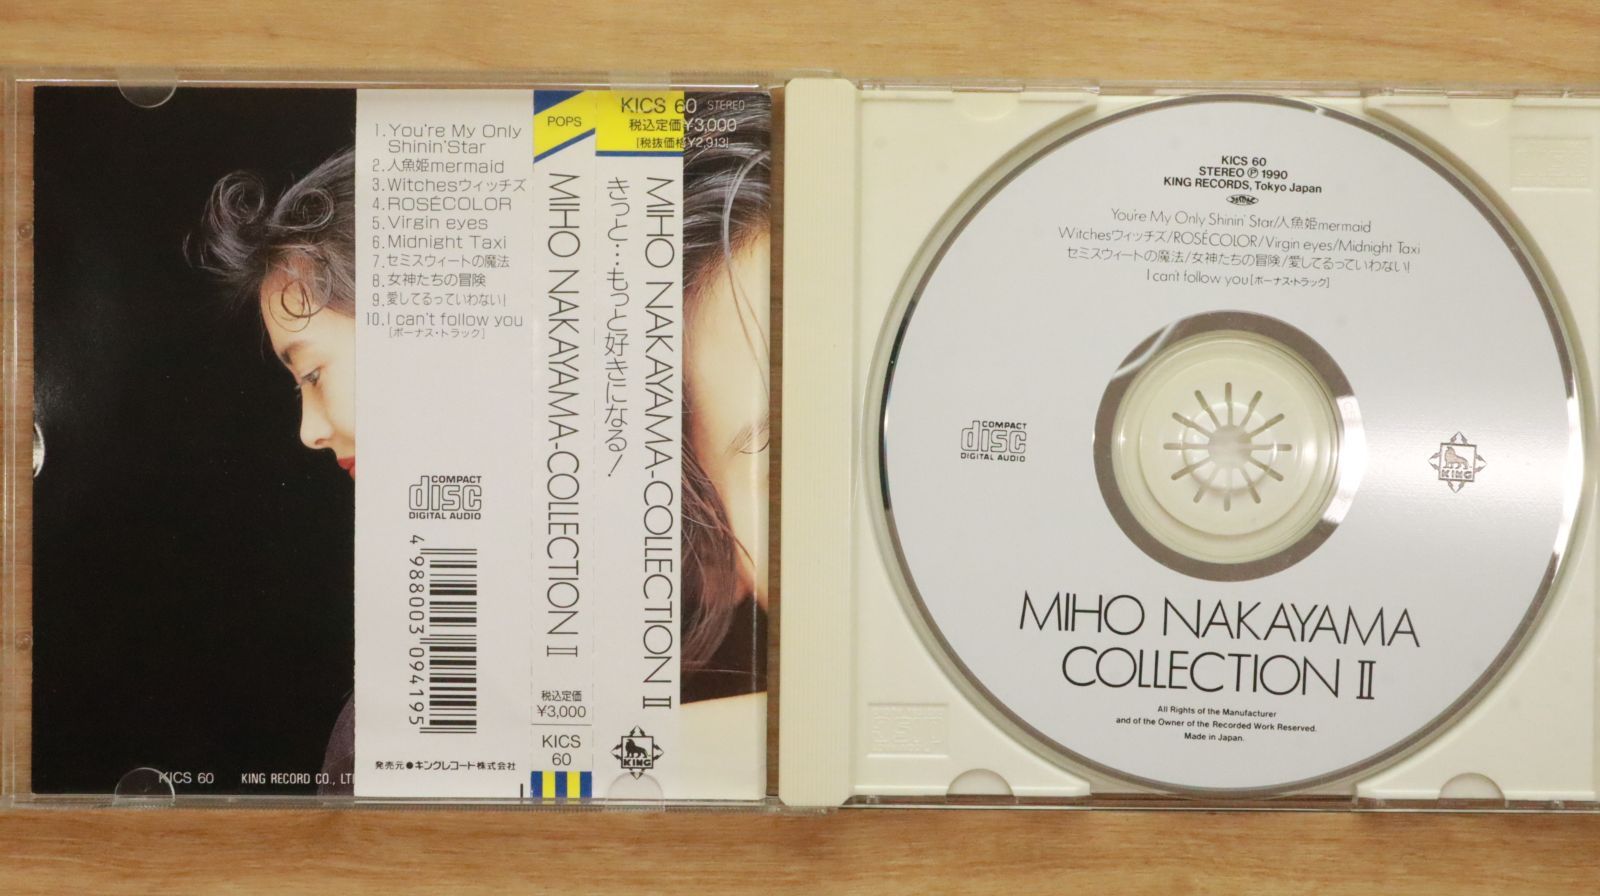 1.You're My Only
Shinin'Star
2.人魚姫mermaid
3.Witchesウィッチズ
4.ROSÉCOLOR
5.Virgin eyes
6.Midnight Taxi
7.セミスウィートの魔法
8.女神たちの冒険
9.愛してるっていわない!
10.I can't follow you
[ボーナス・トラック]
COMPACT
disc
DIGITAL AUDIO
4 988003 094195
発売元●キングレコード株式会社
KICS 60 KING RECORD CO., LT
POPS
MIHO NAKAYAMA-COLLECTION II
税込定価
¥3,000
KICS
60
KICS 60 STEREO
税込定価¥3,000
[税抜価格¥2,913]
MIHO NAKAYAMA-COLLECTION II
きっと…もっと好きになる!
KING
KICS 60
STEREO Ⓟ 1990
KING RECORDS, Tokyo Japan
You're My Only Shinin' Star/人魚姫mermaid
Witchesウィッチズ/ROSÉCOLOR/Virgin eyes/Midnight Taxi
セミスウィートの魔法/女神たちの冒険/愛してるっていわない!
I can't follow you[ボーナス・トラック]
COMPACT
disc
DIGITAL AUDIO
KING
MIHO NAKAYAMA
COLLECTION II
All Rights of the Manufacturer
and of the Owner of the Recorded Work Reserved.
Made in Japan.